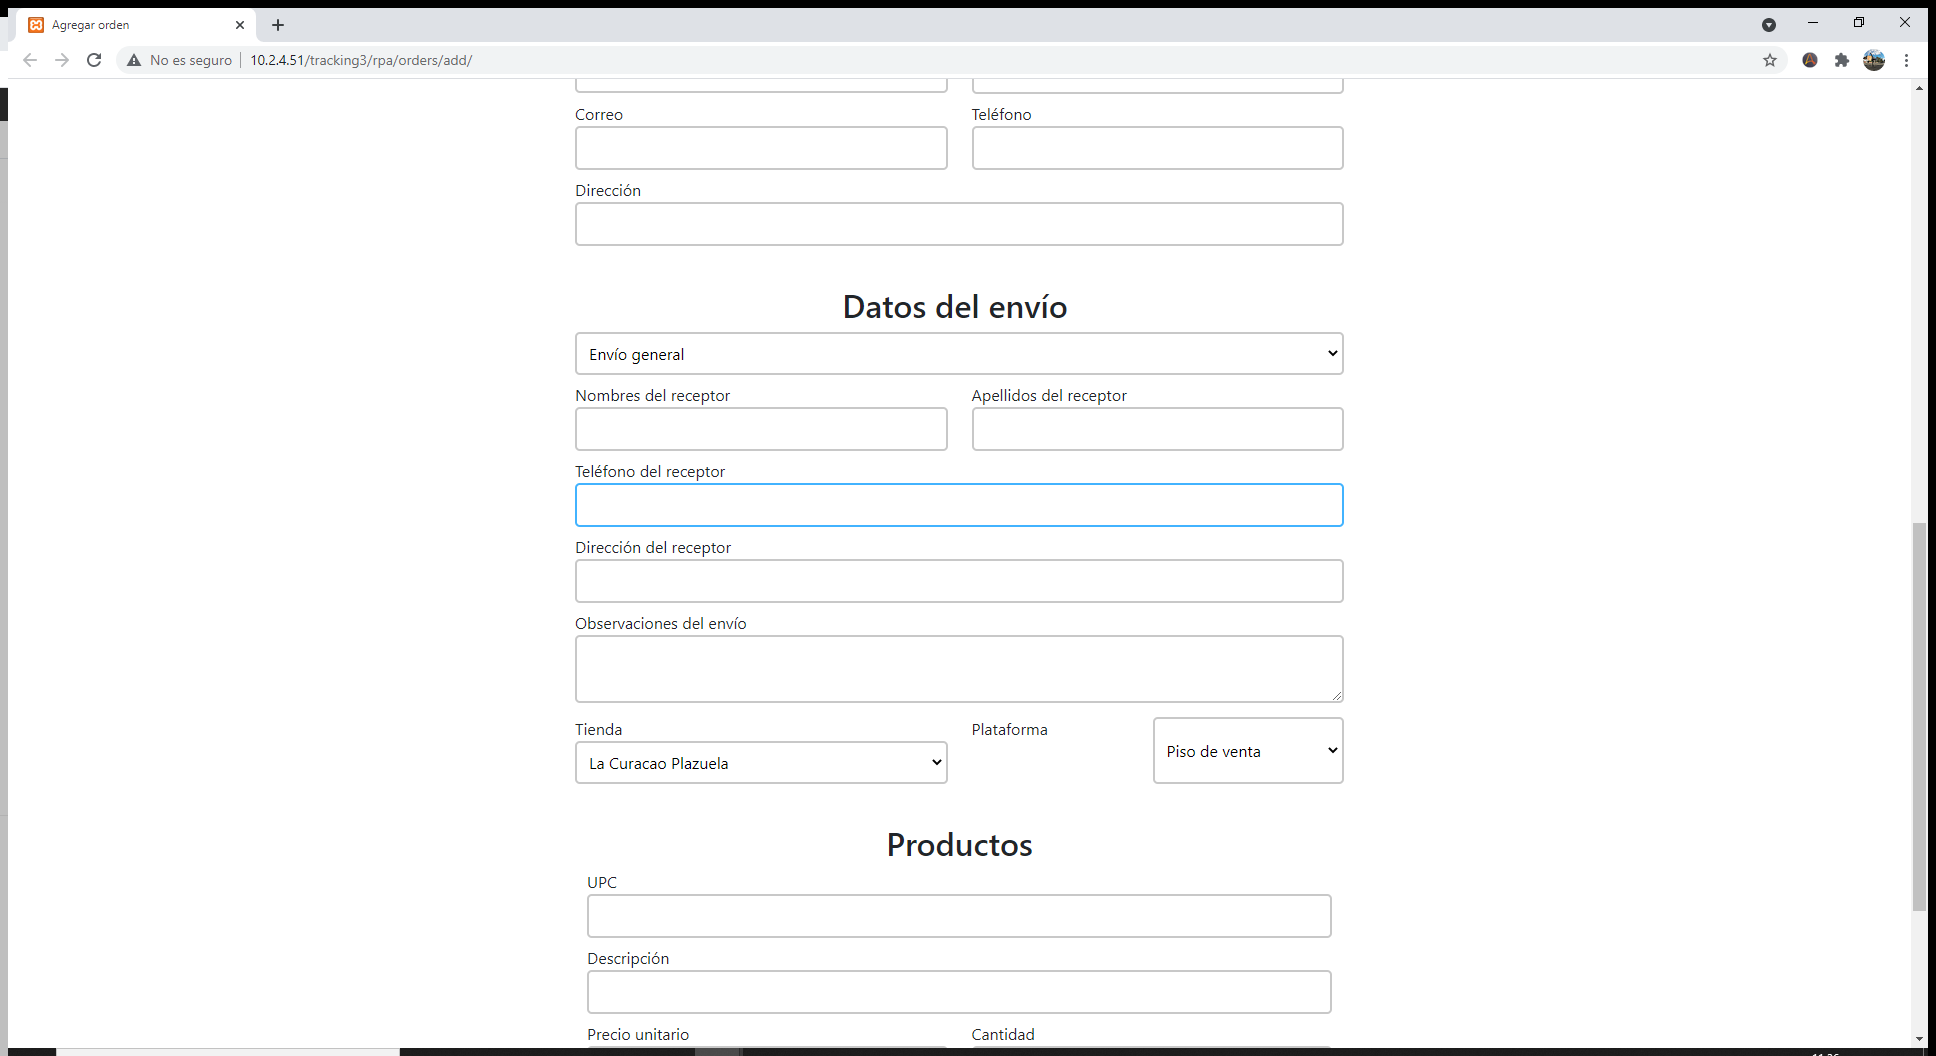 Agregar orden
No es seguro
10.2.4.51/tracking3/rpa/orders/add/
Correo
Teléfono
Dirección
Datos del envío
Envío general
Nombres del receptor
Apellidos del receptor
Teléfono del receptor
Dirección del receptor
Observaciones del envío
Tienda
Plataforma
La Curacao Plazuela
Piso de venta
Productos
UPC
Descripción
Precio unitario
Cantidad